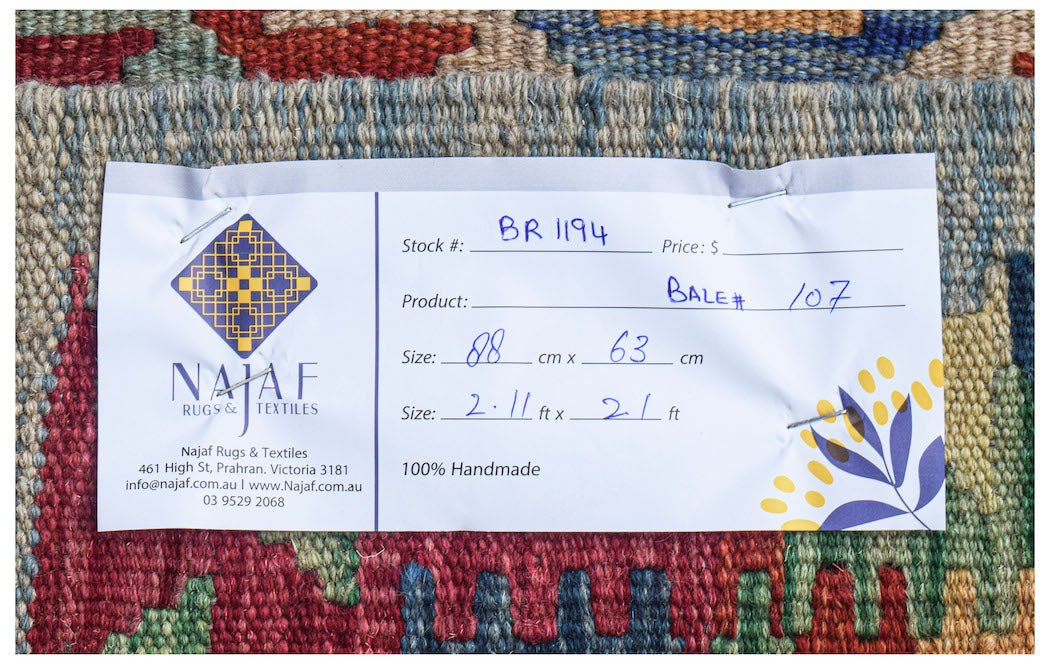 NAJAF
RUGS & TEXTILES
Najaf Rugs & Textiles
461 High St, Prahran. Victoria 3181
info@najaf.com.au I www.Najaf.com.au
03 9529 2068
Stock #: BR 1194 Price: $
Product: BALE# 107
Size: 88 cm x 63 cm
Size: 2.11 ft x 2.1 ft
100% Handmade